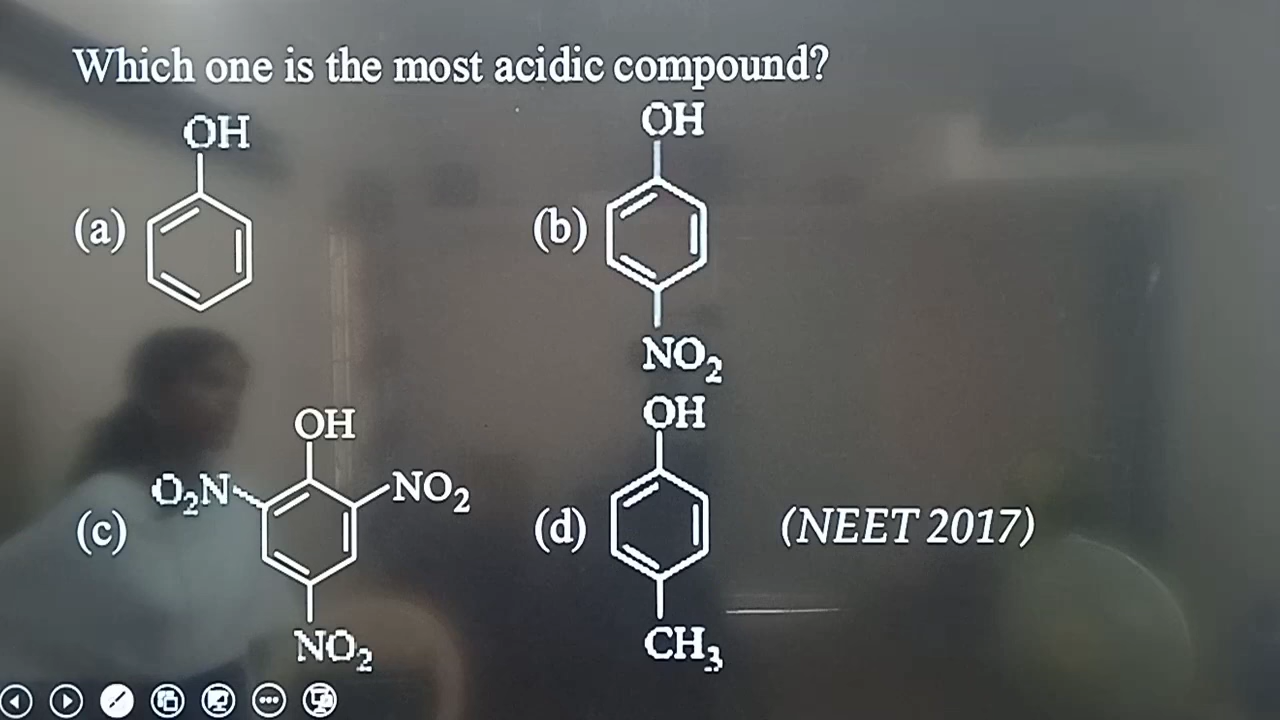 Which one is the most acidic compound?
OH
(a)
OH
(b)
NO2
OH
O2N
NO2
(c)
NO2
OH
(d)
CH3
(NEET 2017)